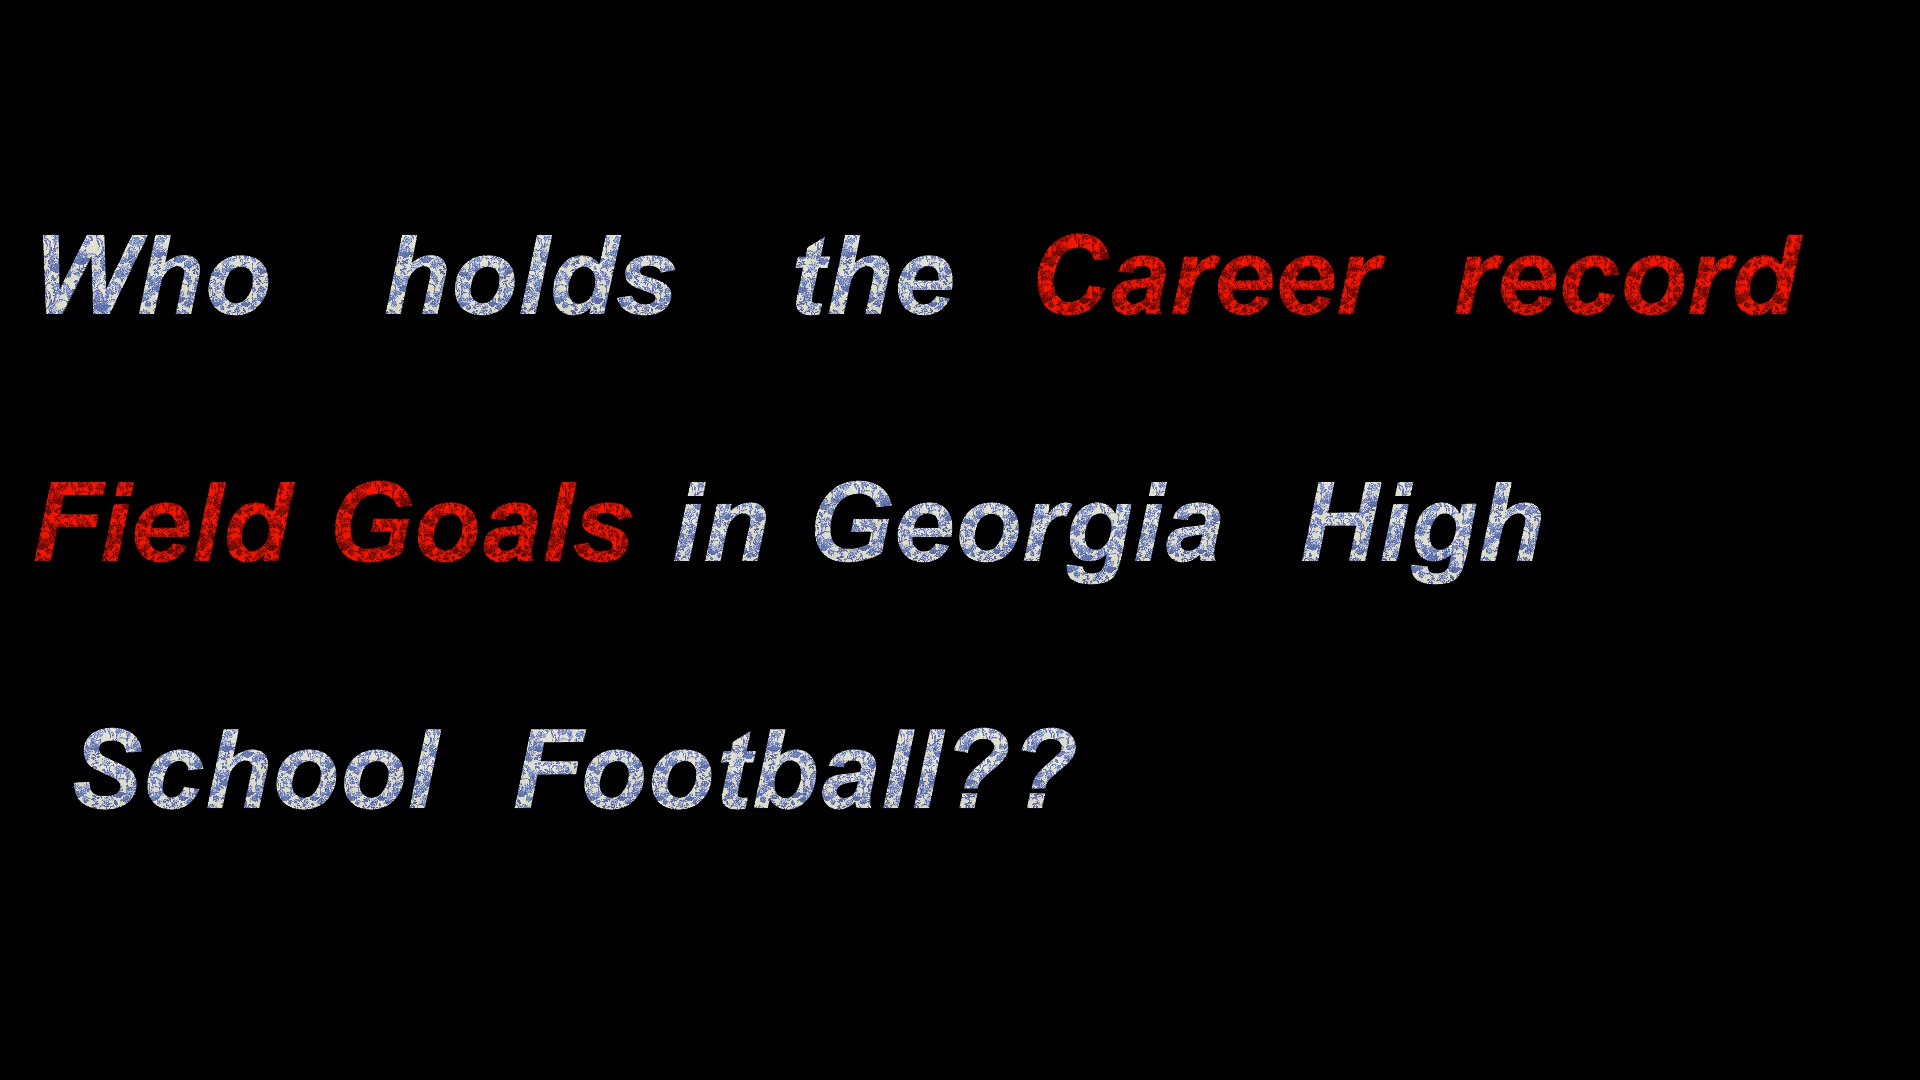 Who holds the Career record
Field Goals in Georgia High
School Football??